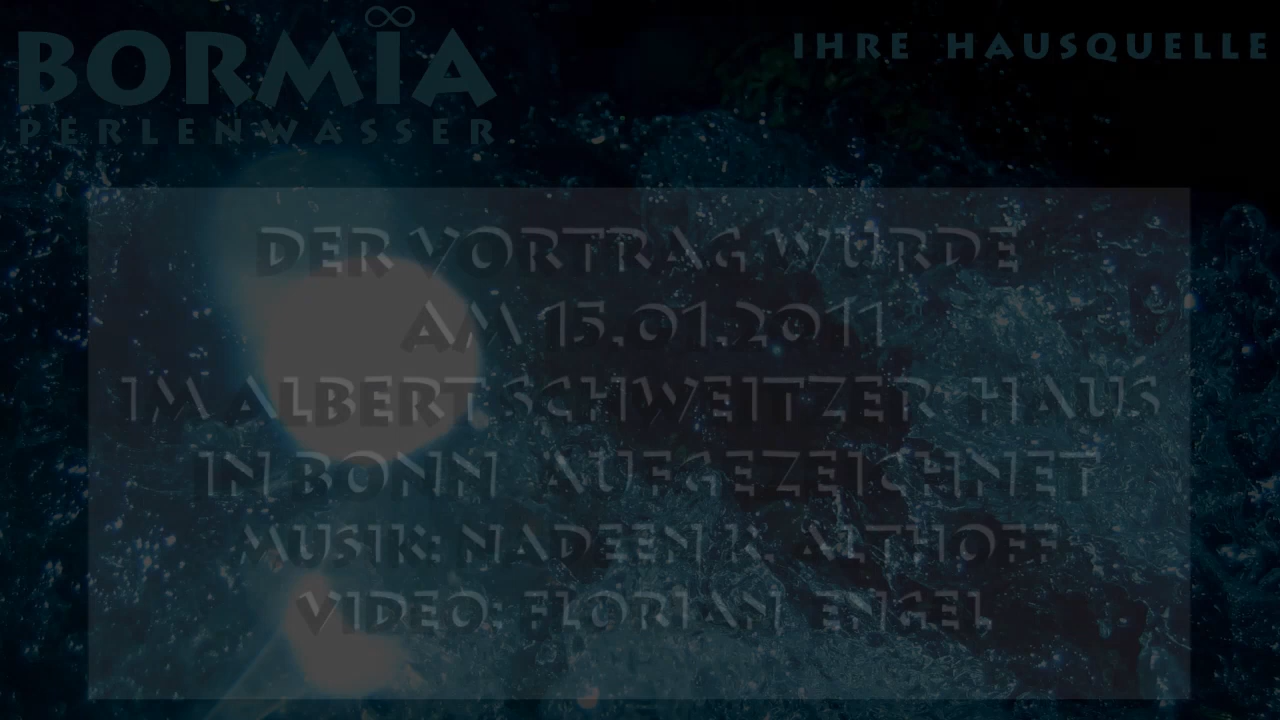 BORMIA
PERLENWASSER
IHRE HAUSQUELLE
DER VORTRAG WURDE
AM 15.01.2011
IM ALBERT SCHWEITZER HAUS
IN BONN AUFGEZEICHNET
MUSIK: NADEEN K. ALTHOFF
VIDEO: FLORIAN ENGEL